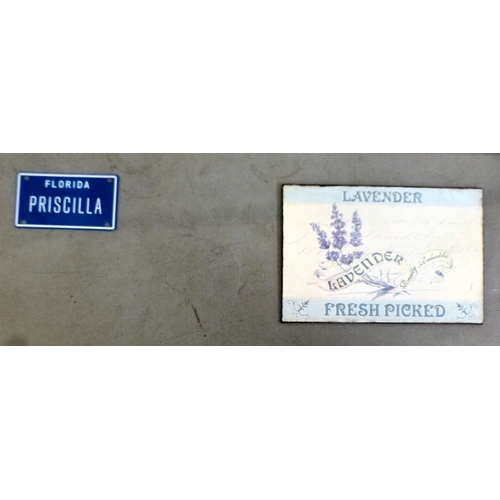 FLORIDA
PRISCILLA
LAVENDER
LAVENDER
FRESH PICKED